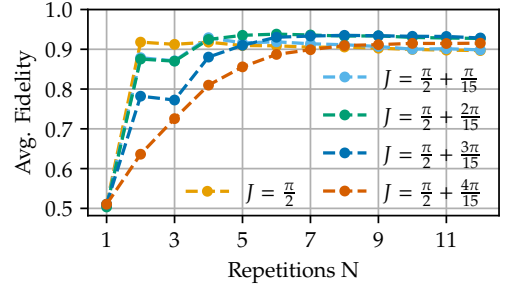 1.0
0.9
0.8
0.7
0.6
0.5
Avg. Fidelity
J = π/2 + π/15
J = π/2 + 2π/15
J = π/2 + 3π/15
J = π/2 J = π/2 + 4π/15
1 3 5 7 9 11
Repetitions N